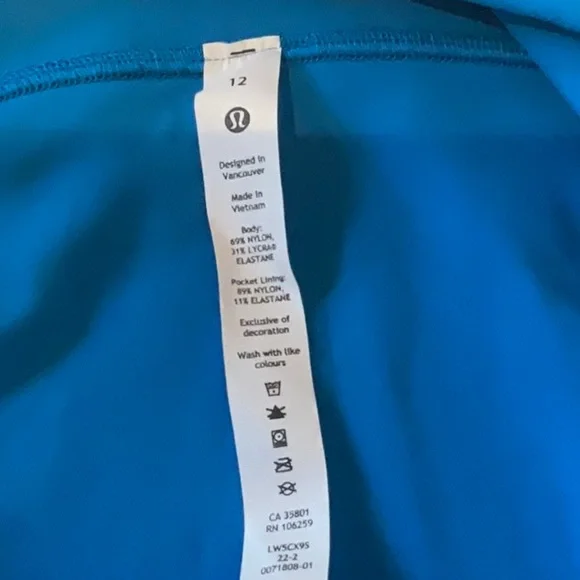 12
Designed in
Vancouver
Made in
Vietnam
Body:
69% NYLON,
31% LYCRA®
ELASTANE
Pocket Lining:
89% NYLON,
11% ELASTANE
Exclusive of
decoration
Wash with like
colours
CA 35801
RN 106259
LW5CX9S
22-2
0071808-01